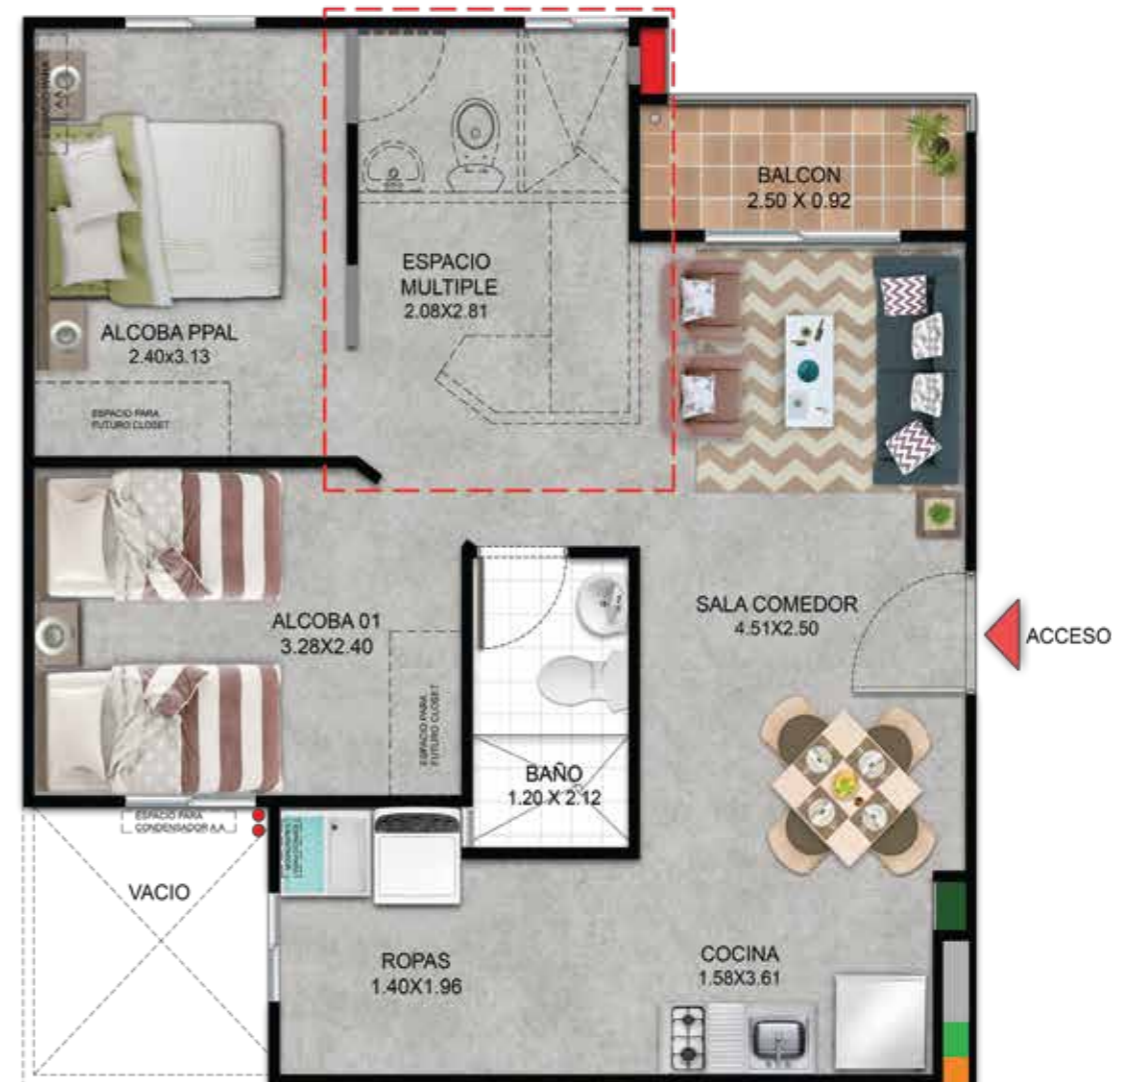 BALCON
2.50 X 0.92
ESPACIO
MULTIPLE
2.08X2.81
ALCOBA PPAL
2.40x3.13
ESPACIO PARA
FUTURO CLOSET
ALCOBA 01
3.28X2.40
ESPACIO PARA
FUTURO CLOSET
SALA COMEDOR
4.51X2.50
ACCESO
BAÑO
1.20 X 2.12
ESPACIO PARA
CONDENSADOR A.A
VACIO
ROPAS
1.40X1.96
COCINA
1.58X3.61